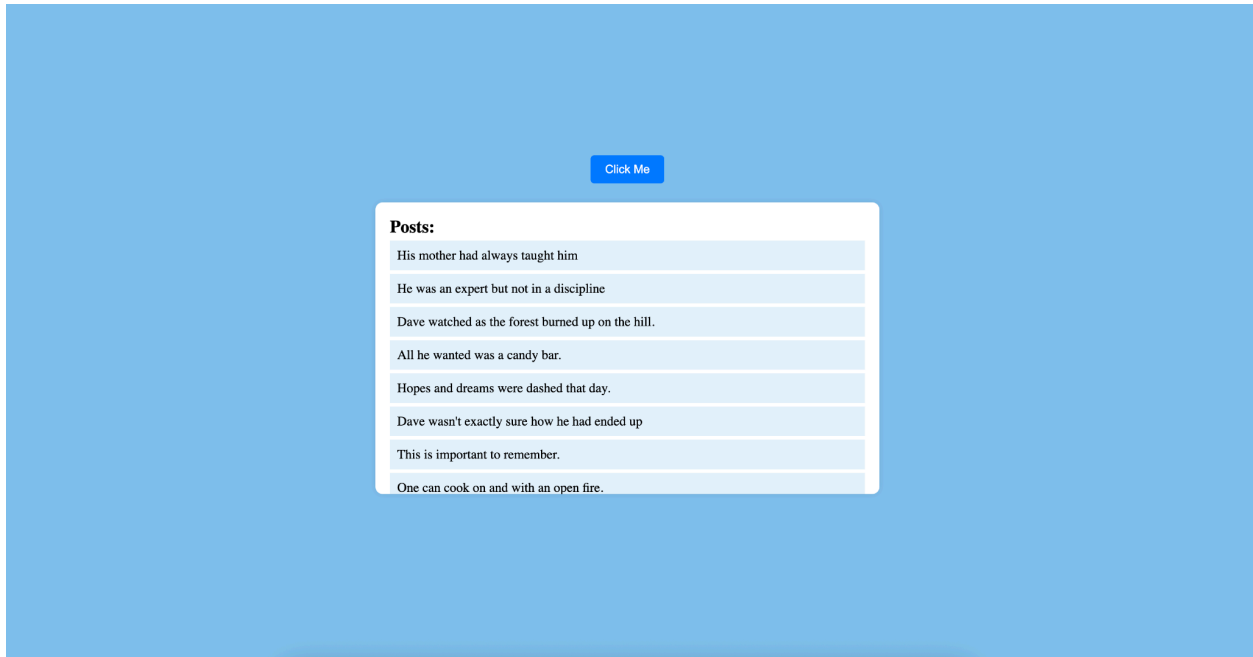 Click Me
Posts:
His mother had always taught him
He was an expert but not in a discipline
Dave watched as the forest burned up on the hill.
All he wanted was a candy bar.
Hopes and dreams were dashed that day.
Dave wasn't exactly sure how he had ended up
This is important to remember.
One can cook on and with an open fire.